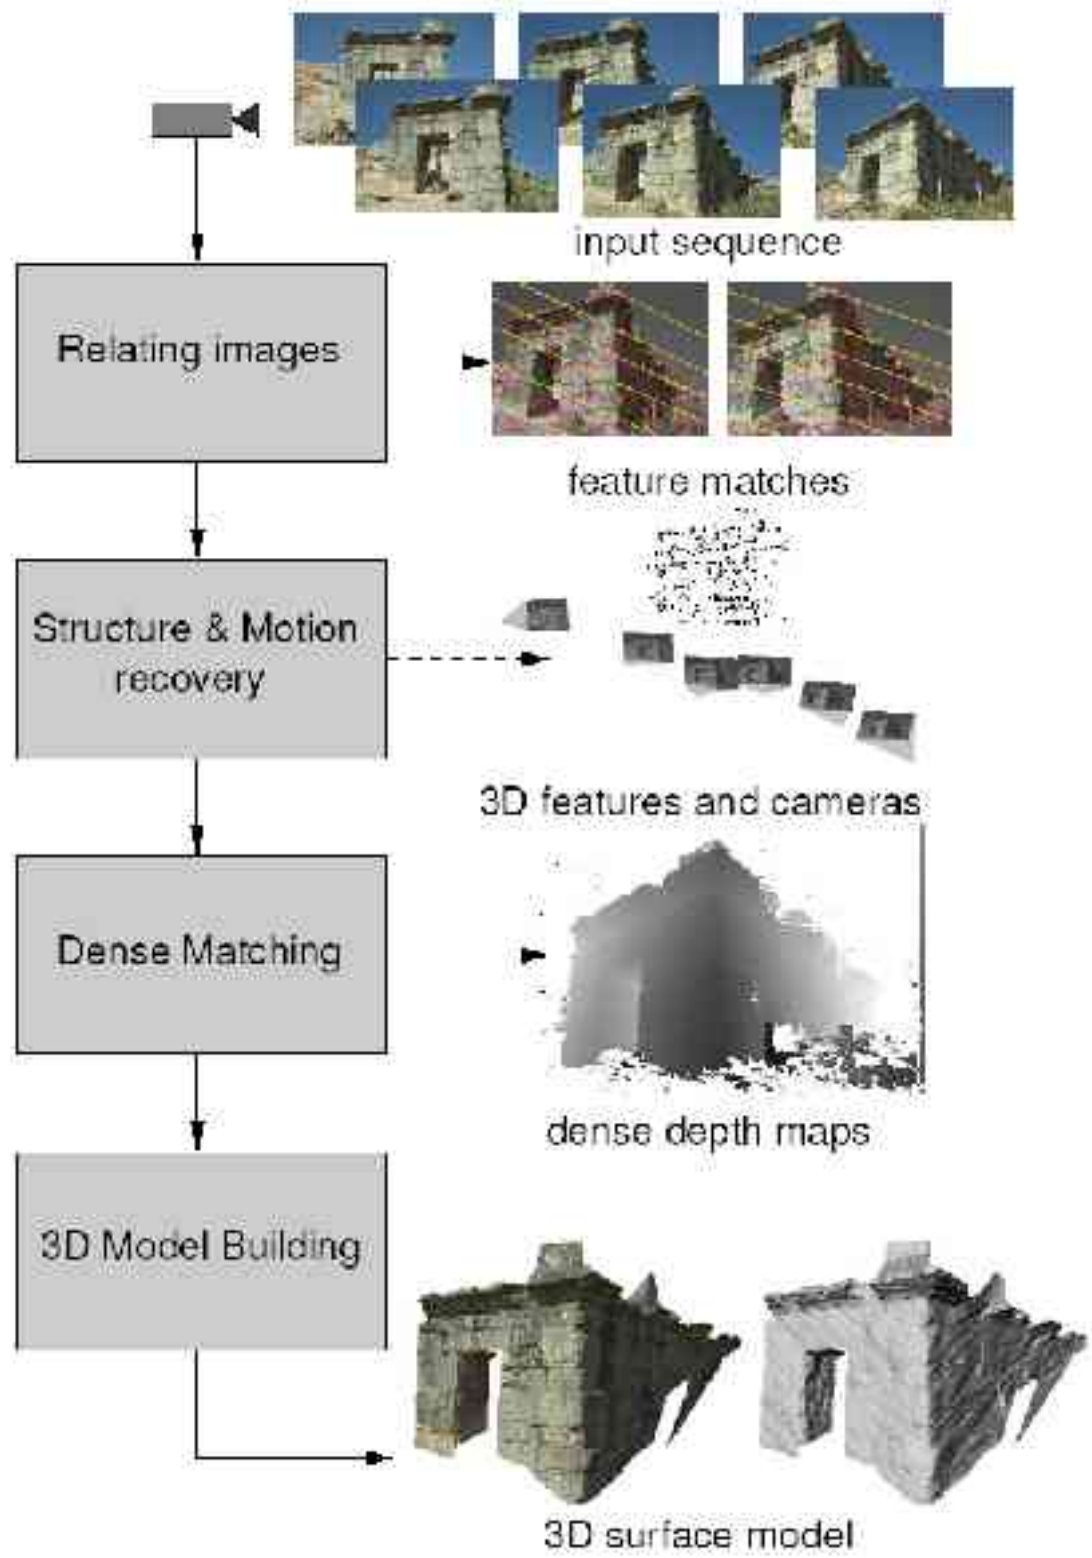 input sequence
Relating images
feature matches
Structure & Motion
recovery
3D features and cameras
Dense Matching
dense depth maps
3D Model Building
3D surface model